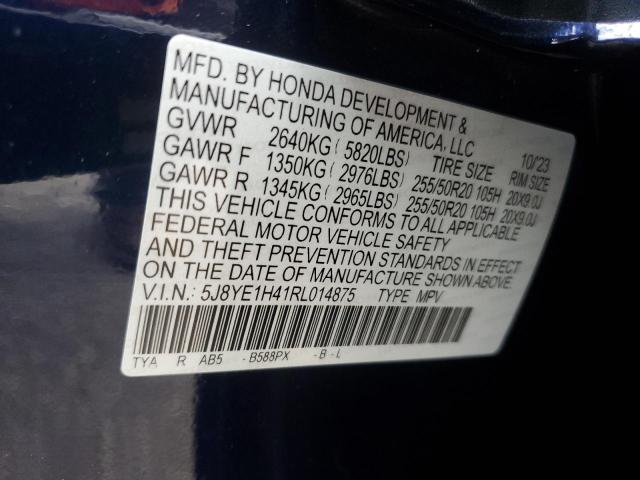 MFD. BY HONDA DEVELOPMENT &
MANUFACTURING OF AMERICA, LLC 10/23
GVWR 2640KG ( 5820LBS) TIRE SIZE RIM SIZE
GAWR F 1350KG ( 2976LBS) 255/50R20 105H 20X9.0J
GAWR R 1345KG ( 2965LBS) 255/50R20 105H 20X9.0J
THIS VEHICLE CONFORMS TO ALL APPLICABLE
FEDERAL MOTOR VEHICLE SAFETY
AND THEFT PREVENTION STANDARDS IN EFFECT
ON THE DATE OF MANUFACTURE SHOWN ABOVE.
V.I.N.: 5J8YE1H41RL014875 TYPE MPV
TYA R AB5 - B588PX - B - L